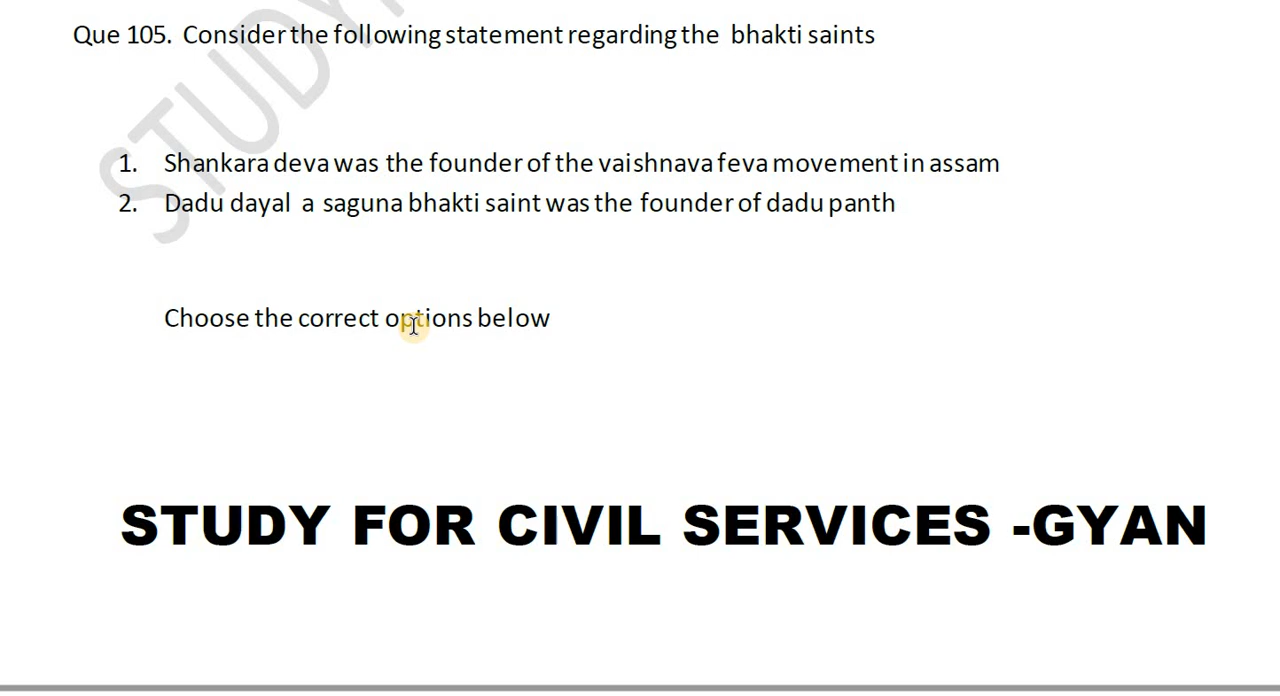 Que 105. Consider the following statement regarding the bhakti saints
1. Shankara deva was the founder of the vaishnava feva movement in assam
2. Dadu dayal a saguna bhakti saint was the founder of dadu panth
Choose the correct options below
STUDY FOR CIVIL SERVICES -GYAN
STUDY